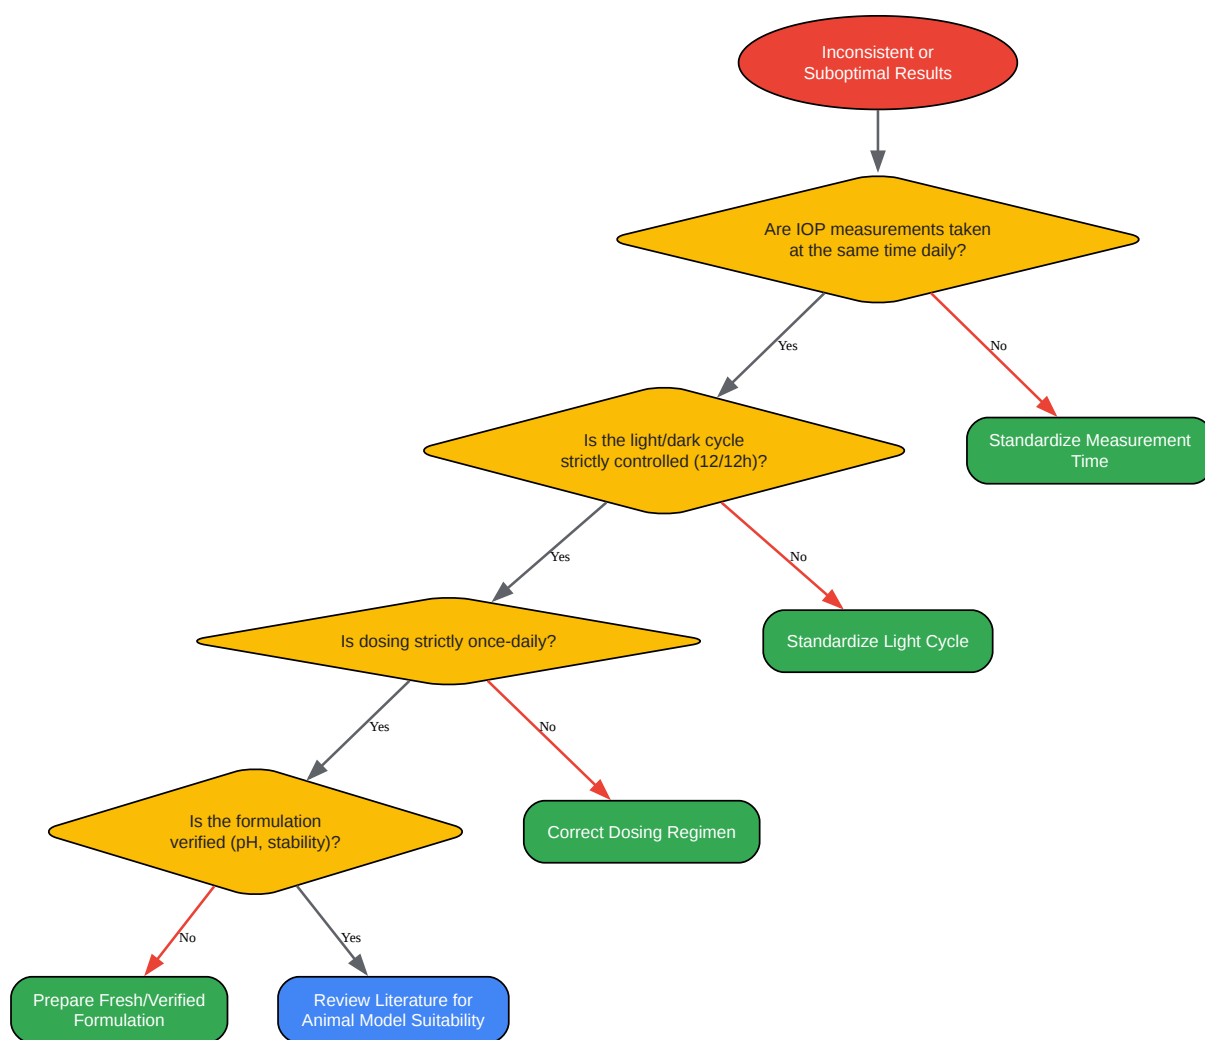 Inconsistent or
Suboptimal Results
Are IOP measurements taken
at the same time daily?
Yes
No
Is the light/dark cycle
strictly controlled (12/12h)?
Standardize Measurement
Time
Yes
No
Is dosing strictly once-daily?
Standardize Light Cycle
Yes
No
Is the formulation
verified (pH, stability)?
Correct Dosing Regimen
No
Yes
Prepare Fresh/Verified
Formulation
Review Literature for
Animal Model Suitability